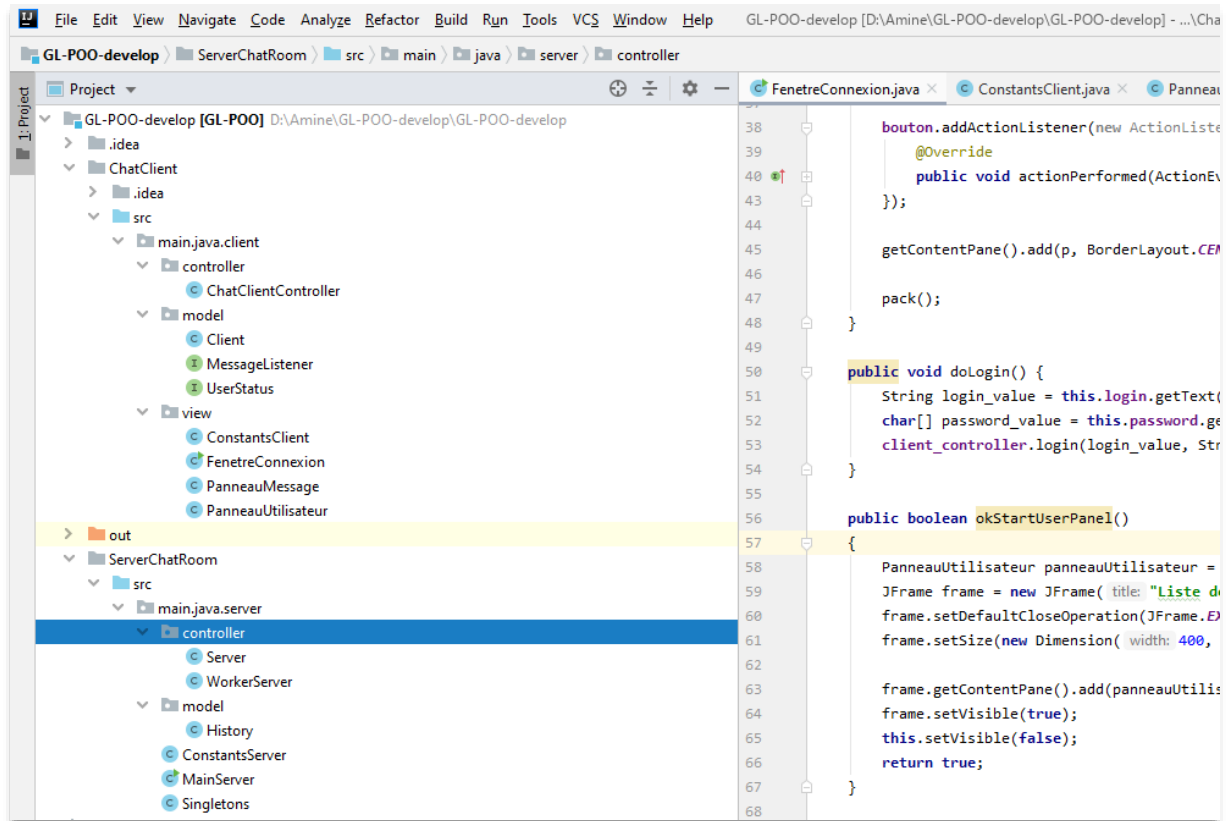 File Edit View Navigate Code Analyze Refactor Build Run Tools VCS Window Help GL-POO-develop [D:\Amine\GL-POO-develop\GL-POO-develop] - ...\Cha
GL-POO-develop ServerChatRoom src main java server controller
1: Project
Project
FenetreConnexion.java ConstantsClient.java Panneau
GL-POO-develop [GL-POO] D:\Amine\GL-POO-develop\GL-POO-develop
.idea
ChatClient
.idea
src
main.java.client
controller
ChatClientController
model
Client
MessageListener
UserStatus
view
ConstantsClient
FenetreConnexion
PanneauMessage
PanneauUtilisateur
out
ServerChatRoom
src
main.java.server
controller
Server
WorkerServer
model
History
ConstantsServer
MainServer
Singletons
38 bouton.addActionListener(new ActionListe
39 @Override
40 public void actionPerformed(ActionEv
43 });
44
45 getContentPane().add(p, BorderLayout.CEN
46
47 pack();
48 }
49
50 public void doLogin() {
51 String login_value = this.login.getText(
52 char[] password_value = this.password.ge
53 client_controller.login(login_value, Str
54 }
55
56 public boolean okStartUserPanel()
57 {
58 PanneauUtilisateur panneauUtilisateur =
59 JFrame frame = new JFrame( title: "Liste de
60 frame.setDefaultCloseOperation(JFrame.EX
61 frame.setSize(new Dimension( width: 400,
62
63 frame.getContentPane().add(panneauUtilis
64 frame.setVisible(true);
65 this.setVisible(false);
66 return true;
67 }
68